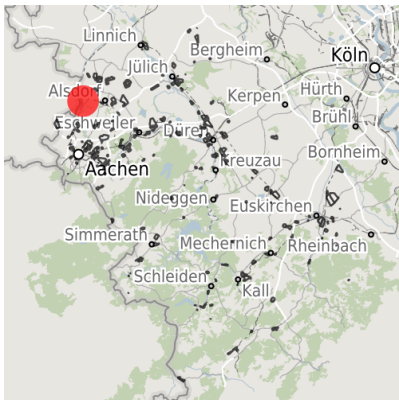 Linnich
Bergheim
Köln
Jülich
Alsdorf
Kerpen
Hürth
Brühl
Eschweiler
Düren
Bornheim
Aachen
Kreuzau
Nideggen
Euskirchen
Simmerath
Mechernich
Rheinbach
Schleiden
Kall